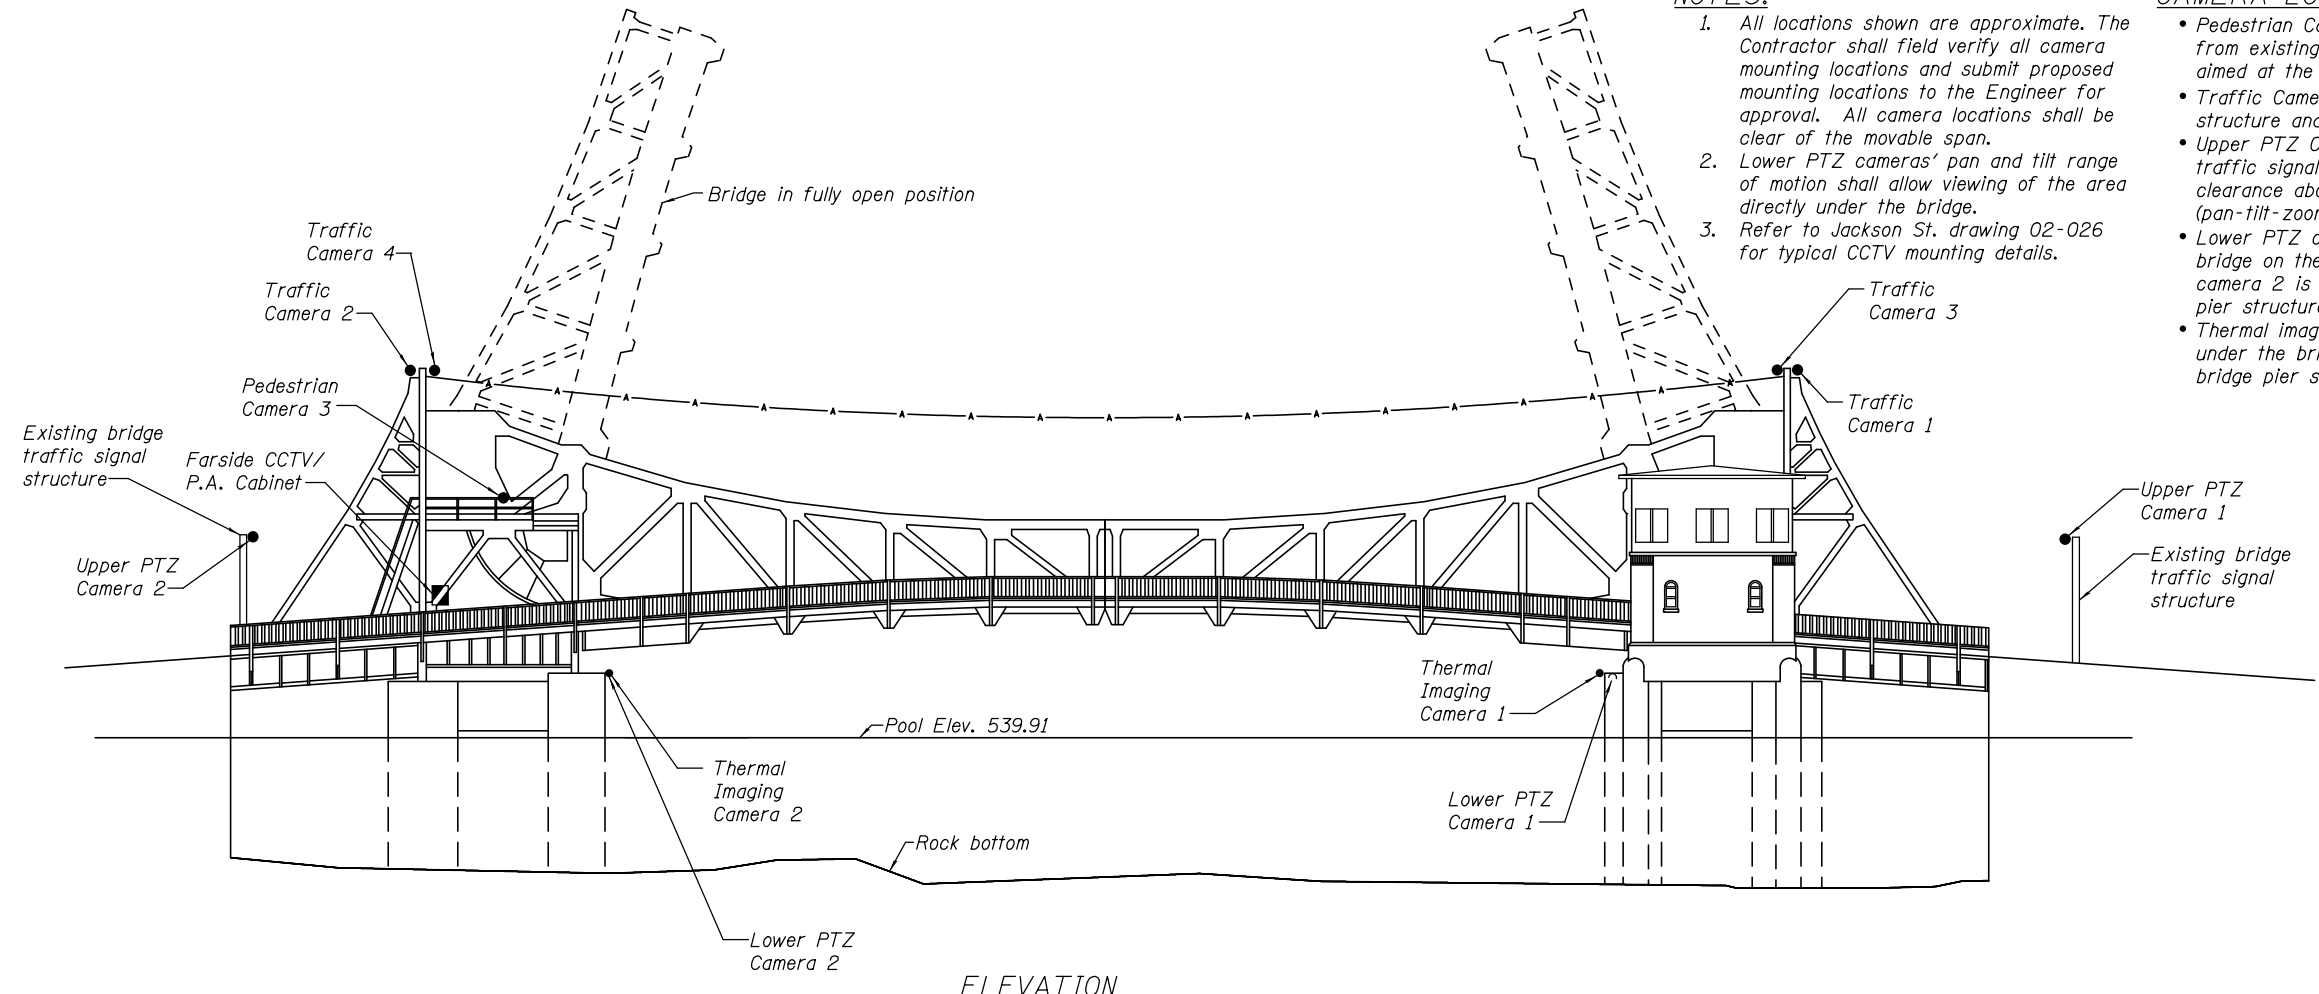 NOTES:
1. All locations shown are approximate. The
Contractor shall field verify all camera
mounting locations and submit proposed
mounting locations to the Engineer for
approval. All camera locations shall be
clear of the movable span.
2. Lower PTZ cameras' pan and tilt range
of motion shall allow viewing of the area
directly under the bridge.
3. Refer to Jackson St. drawing 02-026
for typical CCTV mounting details.
• Pedestrian
from existing
aimed at the
• Traffic
structure
• Upper PTZ
traffic signal
clearance
(pan-tilt-zoom
• Lower PTZ
bridge on the
camera 2 is
pier structure
• Thermal
under the
bridge pier
Bridge in fully open position
Traffic
Camera 4
Traffic
Camera 2
Pedestrian
Camera 3
Existing bridge
traffic signal
structure
Farside CCTV/
P.A. Cabinet
Upper PTZ
Camera 2
Traffic
Camera 3
Traffic
Camera 1
Upper PTZ
Camera 1
Existing bridge
traffic signal
structure
A A A A A A A A A A A A A A A A A A A
Thermal
Imaging
Camera 1
Pool Elev. 539.91
Thermal
Imaging
Camera 2
Lower PTZ
Camera 1
Rock bottom
Lower PTZ
Camera 2
ELEVATION